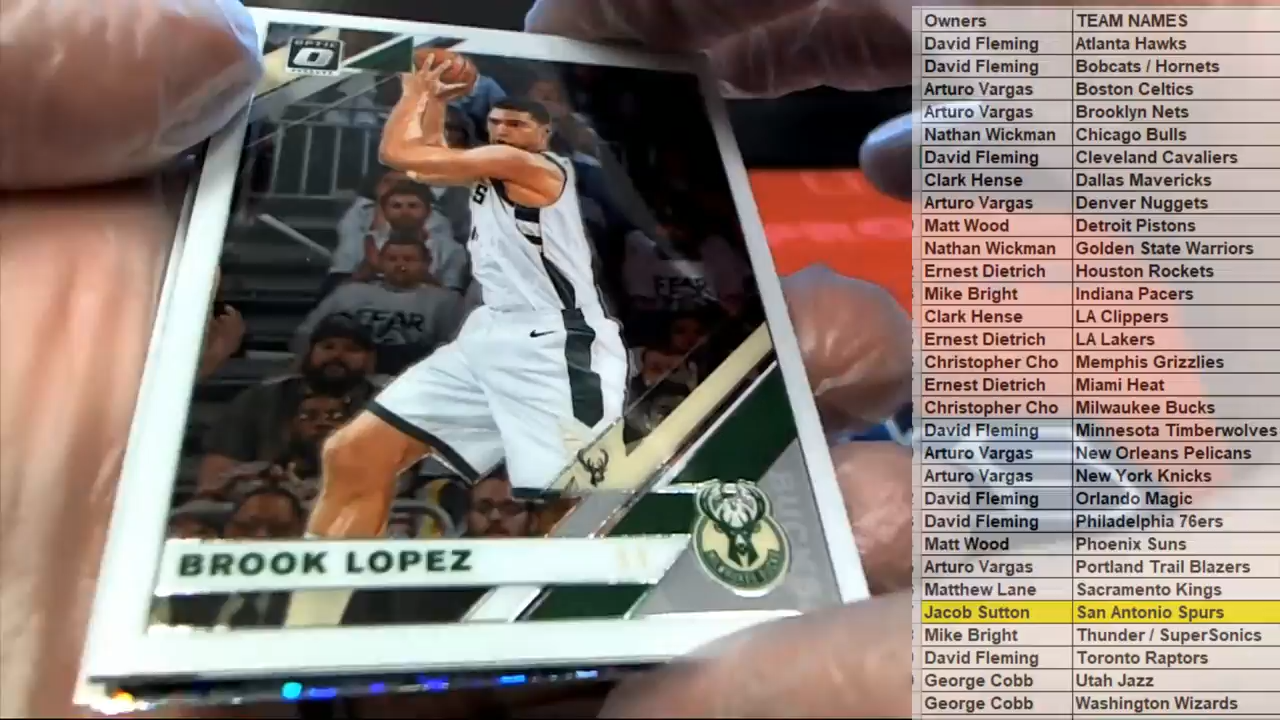 OPTIC
FEAR
FEAR
BROOK LOPEZ
11
BUCKS
Owners TEAM NAMES
David Fleming Atlanta Hawks
David Fleming Bobcats / Hornets
Arturo Vargas Boston Celtics
Arturo Vargas Brooklyn Nets
Nathan Wickman Chicago Bulls
David Fleming Cleveland Cavaliers
Clark Hense Dallas Mavericks
Arturo Vargas Denver Nuggets
Matt Wood Detroit Pistons
Nathan Wickman Golden State Warriors
Ernest Dietrich Houston Rockets
Mike Bright Indiana Pacers
Clark Hense LA Clippers
Ernest Dietrich LA Lakers
Christopher Cho Memphis Grizzlies
Ernest Dietrich Miami Heat
Christopher Cho Milwaukee Bucks
David Fleming Minnesota Timberwolves
Arturo Vargas New Orleans Pelicans
Arturo Vargas New York Knicks
David Fleming Orlando Magic
David Fleming Philadelphia 76ers
Matt Wood Phoenix Suns
Arturo Vargas Portland Trail Blazers
Matthew Lane Sacramento Kings
Jacob Sutton San Antonio Spurs
Mike Bright Thunder / SuperSonics
David Fleming Toronto Raptors
George Cobb Utah Jazz
George Cobb Washington Wizards